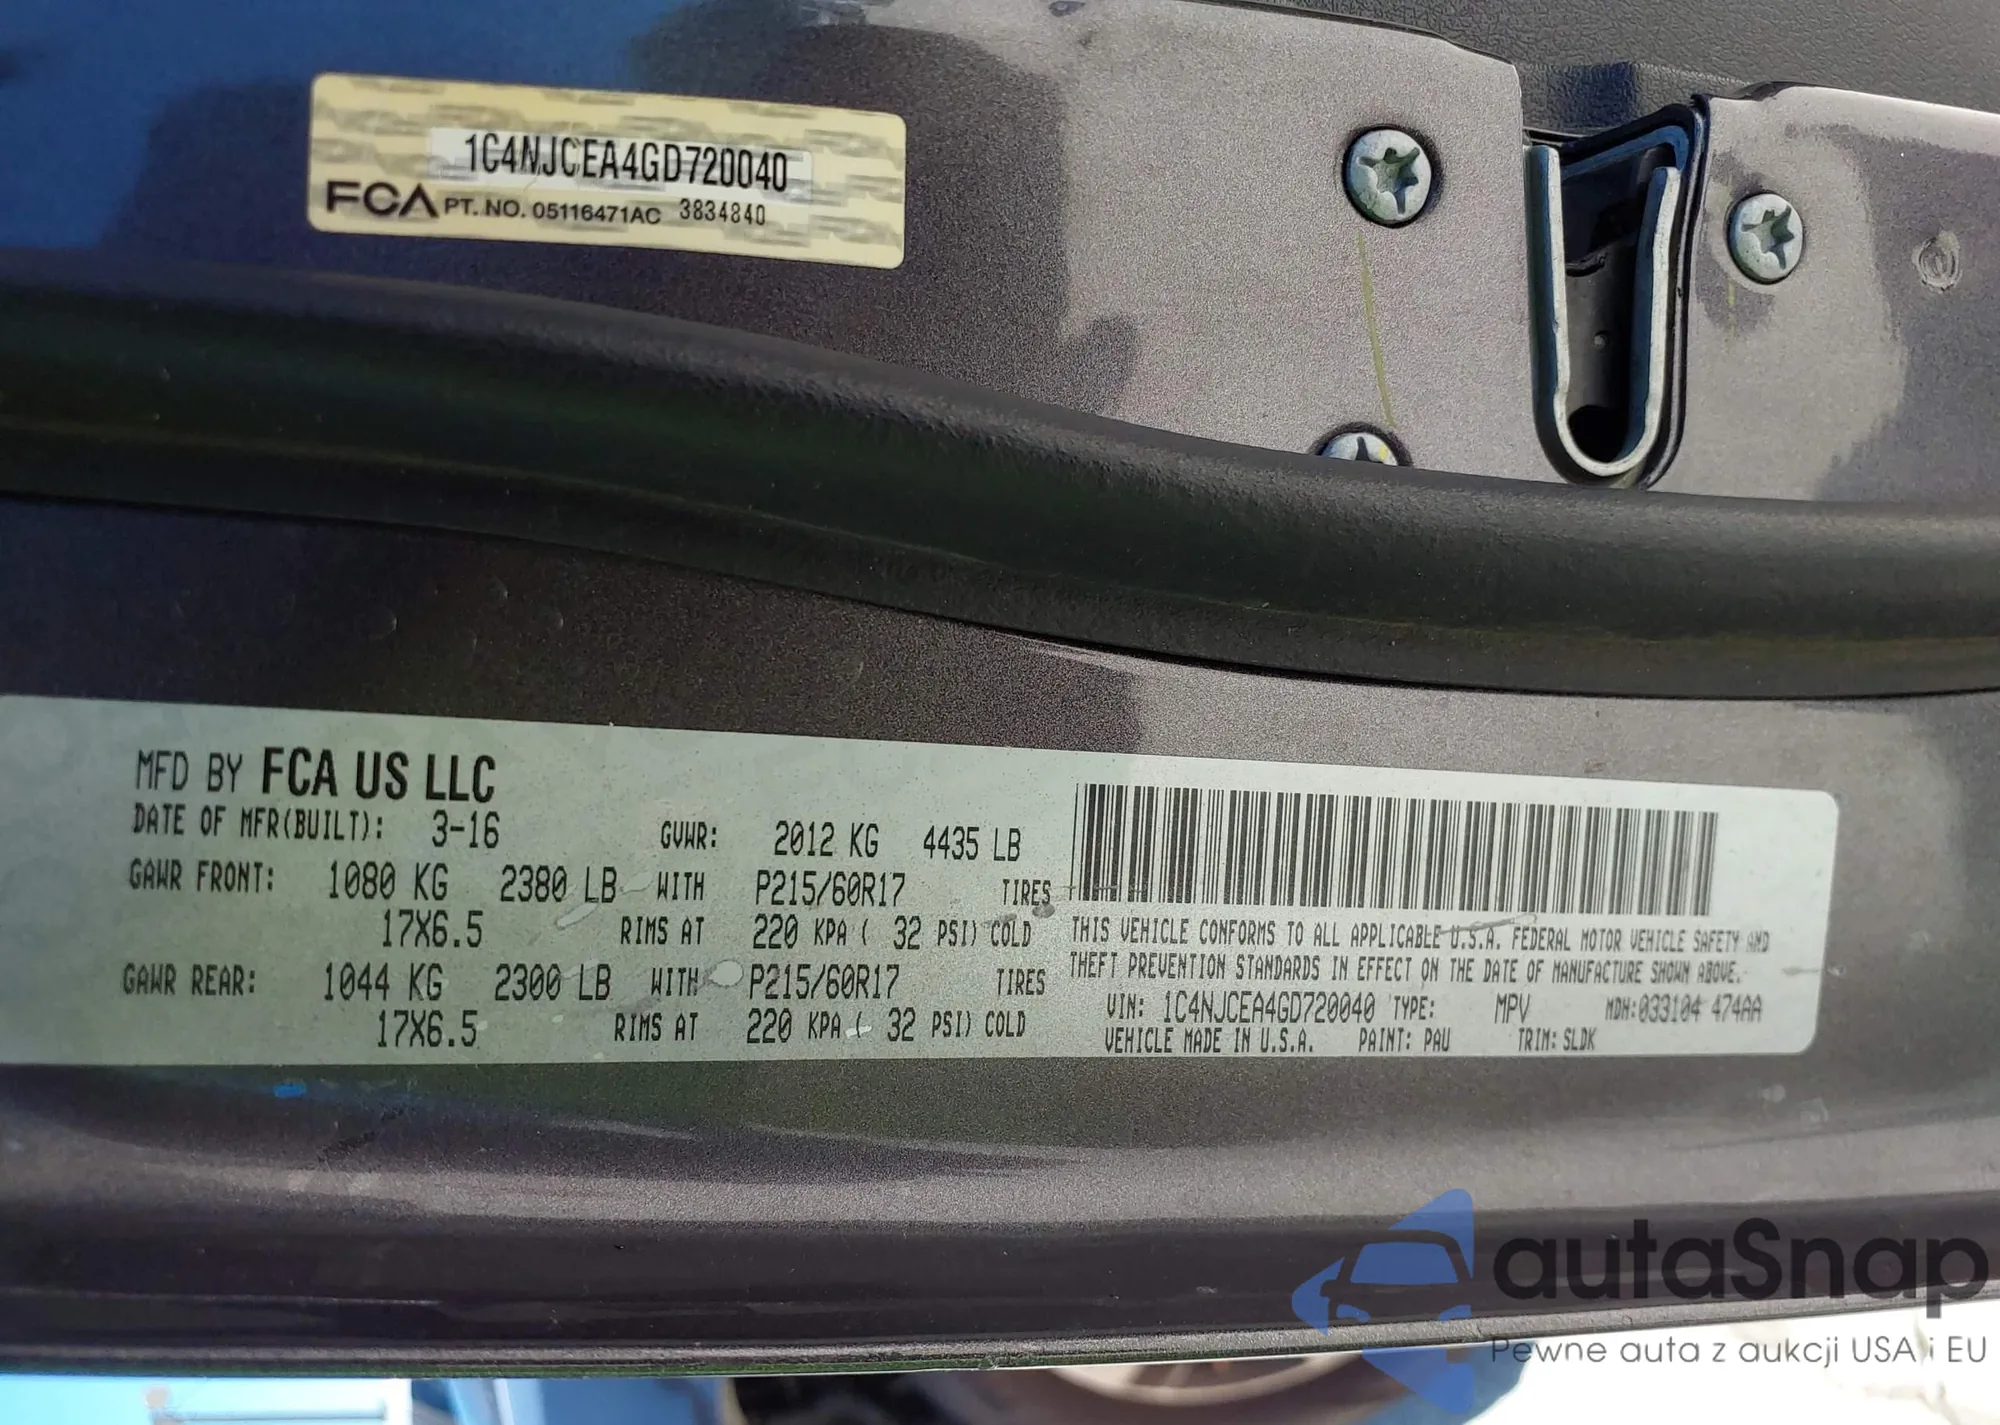 1C4NJCEA4GD720040
FCA PT. NO. 05116471AC 3834840
MFD BY FCA US LLC
DATE OF MFR(BUILT): 3-16 GVWR: 2012 KG 4435 LB
GAWR FRONT: 1080 KG 2380 LB WITH P215/60R17 TIRES
17X6.5 RIMS AT 220 KPA ( 32 PSI) COLD
GAWR REAR: 1044 KG 2300 LB WITH P215/60R17 TIRES
17X6.5 RIMS AT 220 KPA ( 32 PSI) COLD
THIS VEHICLE CONFORMS TO ALL APPLICABLE U.S.A. FEDERAL MOTOR VEHICLE SAFETY AND
THEFT PREVENTION STANDARDS IN EFFECT ON THE DATE OF MANUFACTURE SHOWN ABOVE.
VIN: 1C4NJCEA4GD720040 TYPE: MPV MDH:033104 474AA
VEHICLE MADE IN U.S.A. PAINT: PAU TRIM: SLDK
autaSnap
Pewne auta z aukcji USA i EU